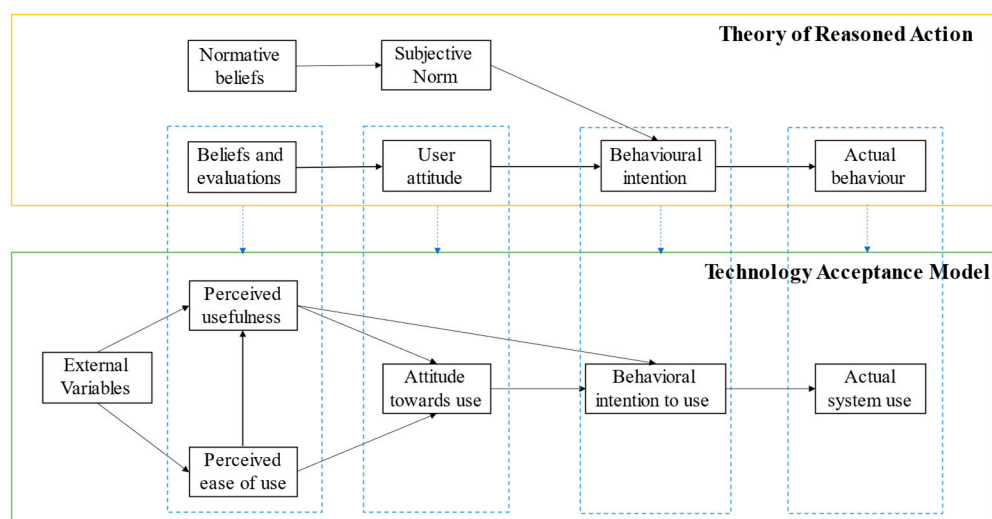 Theory of Reasoned Action
Normative
beliefs
Subjective
Norm
Beliefs and
evaluations
User
attitude
Behavioural
intention
Actual
behaviour
Technology Acceptance Model
Perceived
usefulness
External
Variables
Attitude
towards use
Behavioral
intention to use
Actual
system use
Perceived
ease of use